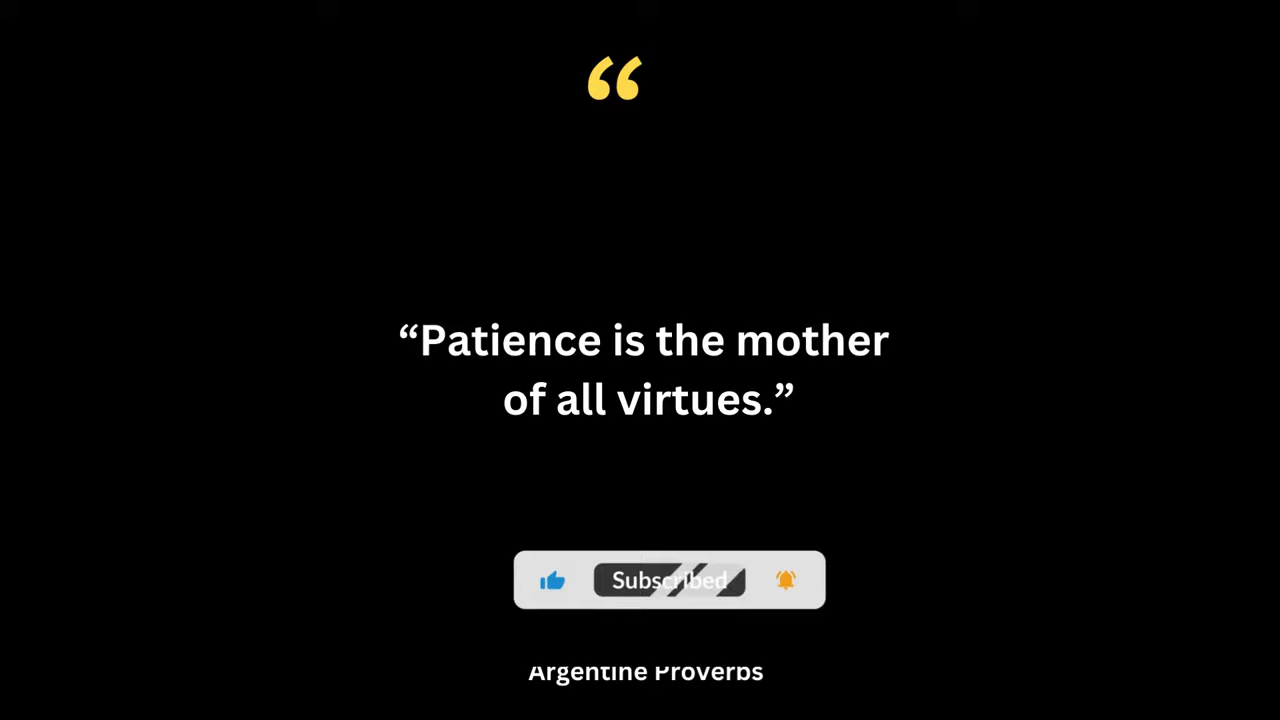 “
“Patience is the mother
of all virtues.”
Subscribed
Argentine Proverbs